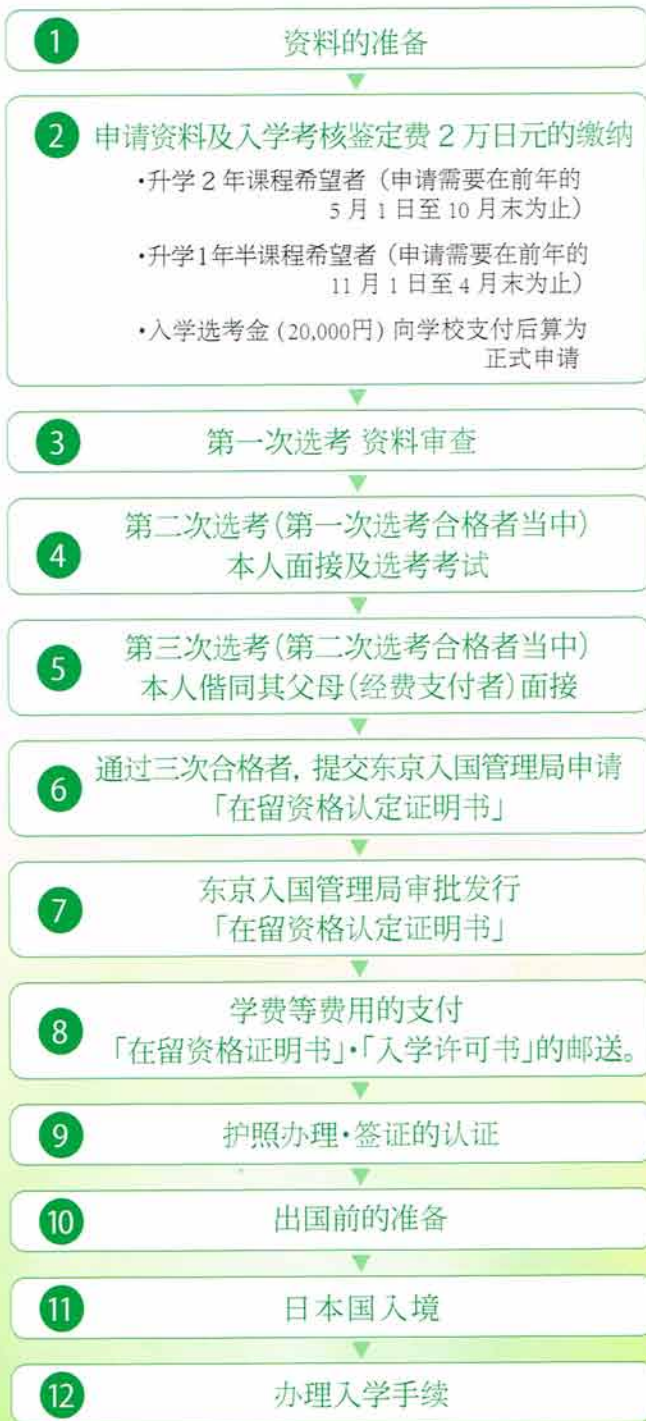 1 资料的准备
2 申请资料及入学考核鉴定费 2 万日元的缴纳
•升学 2 年课程希望者（申请需要在前年的
5 月 1 日至 10 月末为止）
•升学1年半课程希望者（申请需要在前年的
11 月 1 日至 4 月末为止）
•入学选考金 (20,000円) 向学校支付后算为
正式申请
3 第一次选考 资料审查
4 第二次选考(第一次选考合格者当中)
本人面接及选考考试
5 第三次选考(第二次选考合格者当中)
本人偕同其父母(经费支付者)面接
6 通过三次合格者, 提交东京入国管理局申请
「在留资格认定证明书」
7 东京入国管理局审批发行
「在留资格认定证明书」
8 学费等费用的支付
「在留资格证明书」•「入学许可书」的邮送。
9 护照办理•签证的认证
10 出国前的准备
11 日本国入境
12 办理入学手续